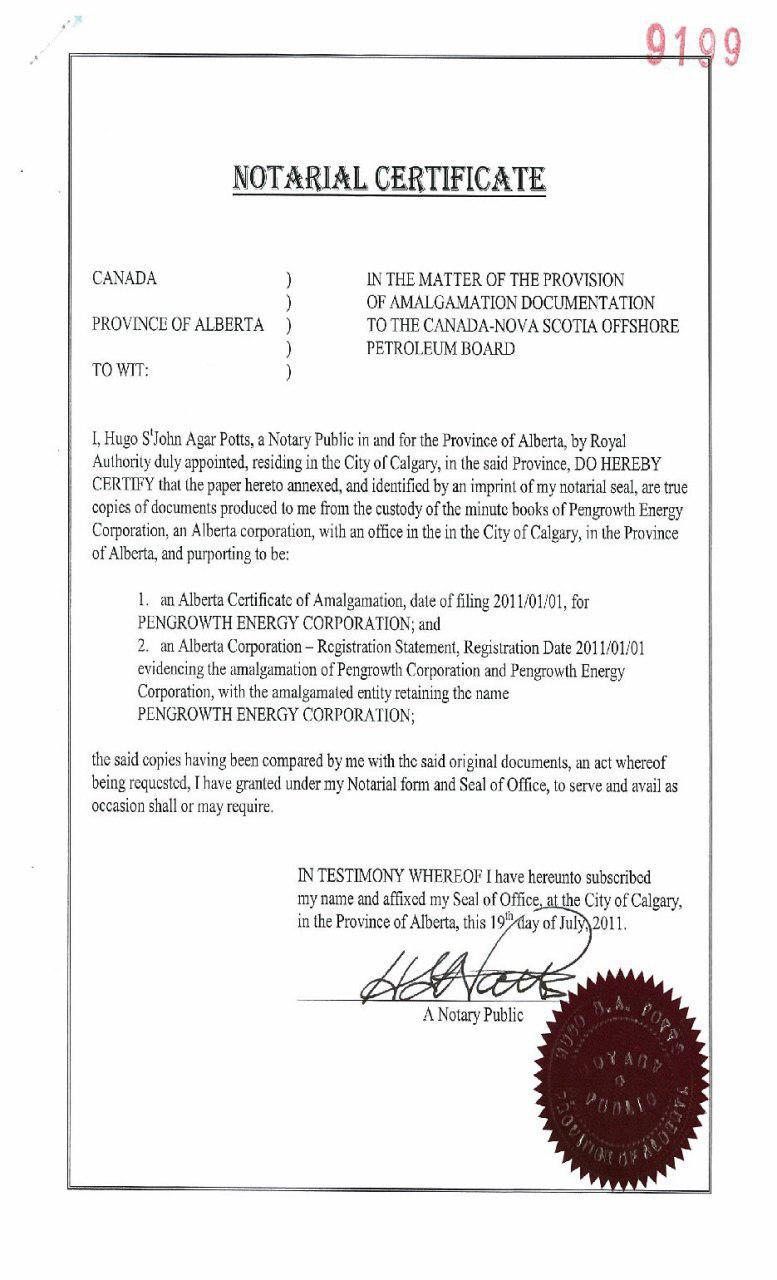 9199
NOTARIAL CERTIFICATE
CANADA )
)
PROVINCE OF ALBERTA )
)
TO WIT: )
IN THE MATTER OF THE PROVISION
OF AMALGAMATION DOCUMENTATION
TO THE CANADA-NOVA SCOTIA OFFSHORE
PETROLEUM BOARD
I, Hugo StJohn Agar Potts, a Notary Public in and for the Province of Alberta, by Royal
Authority duly appointed, residing in the City of Calgary, in the said Province, DO HEREBY
CERTIFY that the paper hereto annexed, and identified by an imprint of my notarial seal, are true
copies of documents produced to me from the custody of the minute books of Pengrowth Energy
Corporation, an Alberta corporation, with an office in the in the City of Calgary, in the Province
of Alberta, and purporting to be:
1. an Alberta Certificate of Amalgamation, date of filing 2011/01/01, for
PENGROWTH ENERGY CORPORATION; and
2. an Alberta Corporation – Registration Statement, Registration Date 2011/01/01
evidencing the amalgamation of Pengrowth Corporation and Pengrowth Energy
Corporation, with the amalgamated entity retaining the name
PENGROWTH ENERGY CORPORATION;
the said copies having been compared by me with the said original documents, an act whereof
being requested, I have granted under my Notarial form and Seal of Office, to serve and avail as
occasion shall or may require.
IN TESTIMONY WHEREOF I have hereunto subscribed
my name and affixed my Seal of Office, at the City of Calgary,
in the Province of Alberta, this 19th day of July, 2011.
A Notary Public
HUGO S.A. POTTS
NOTARY
PUBLIC
PROVINCE OF ALBERTA